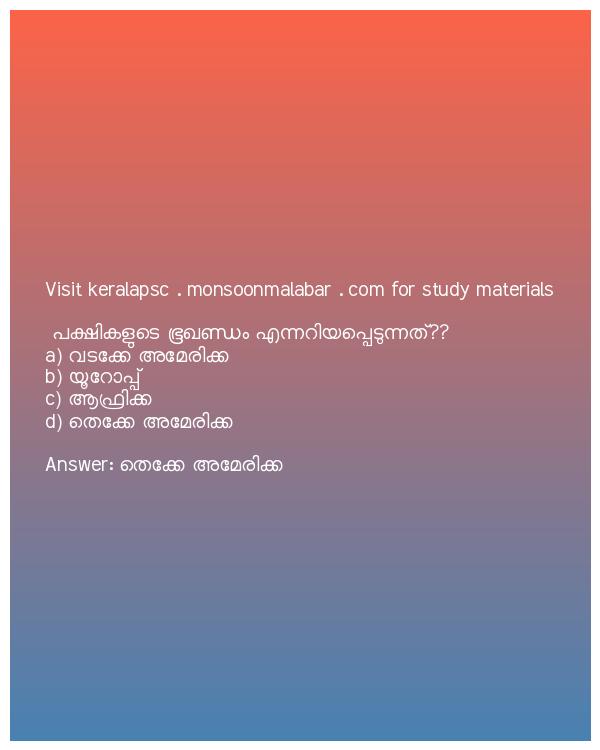 Visit keralapsc . monsoonmalabar . com for study materials
പക്ഷികളുടെ ഭൂഖണ്ഡം എന്നറിയപ്പെടുന്നത്??
a) വടക്കേ അമേരിക്ക
b) യൂറോപ്പ്
c) ആഫ്രിക്ക
d) തെക്കേ അമേരിക്ക
Answer: തെക്കേ അമേരിക്ക